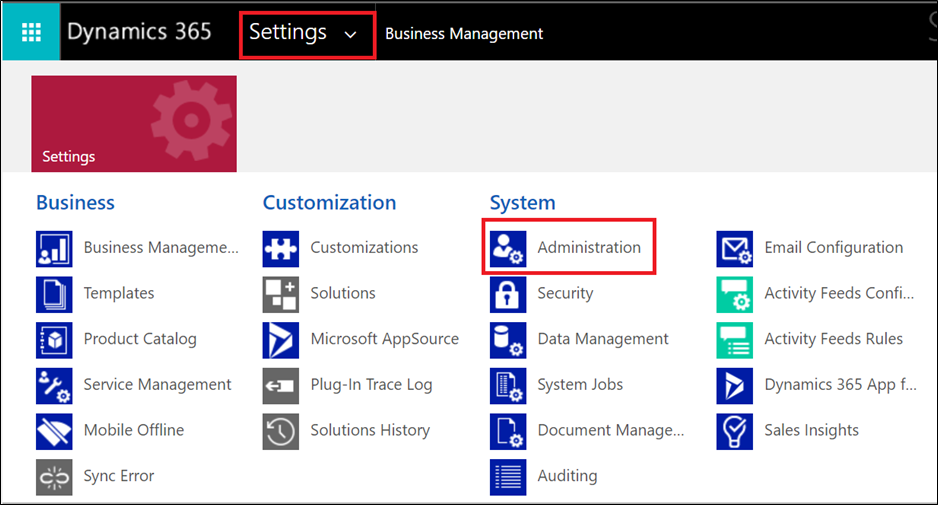 Dynamics 365 Settings Business Management
Settings
Business Customization System
Business Manageme... Customizations Administration Email Configuration
Templates Solutions Security Activity Feeds Confi...
Product Catalog Microsoft AppSource Data Management Activity Feeds Rules
Service Management Plug-In Trace Log System Jobs Dynamics 365 App f...
Mobile Offline Solutions History Document Manage... Sales Insights
Sync Error Auditing